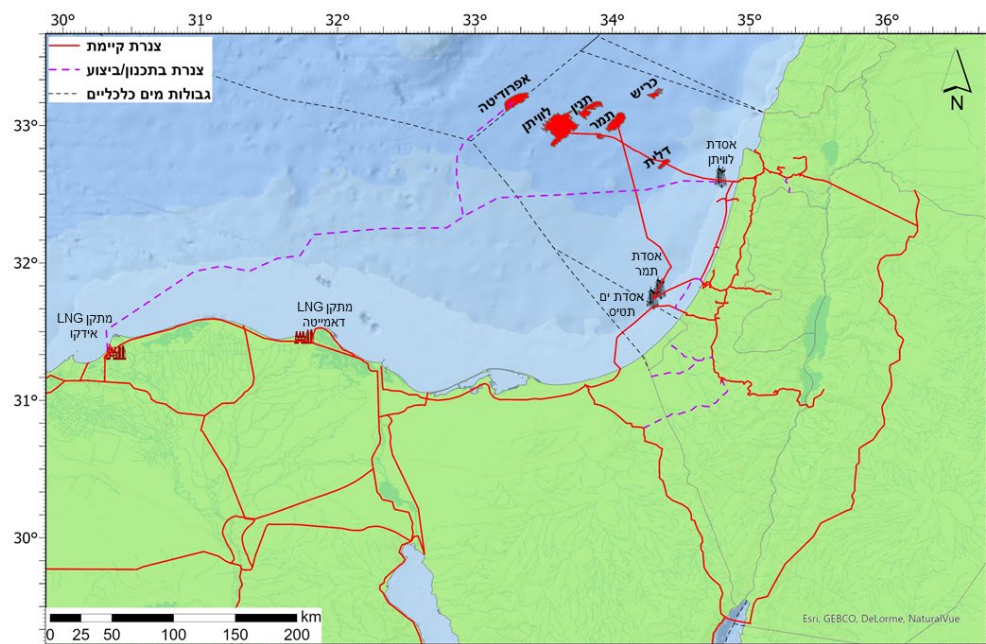 30° 31° 32° 33° 34° 35° 36°
צנרת קיימת
צנרת בתכנון/ביצוע
גבולות מים כלכליים
N
אפרודיטה
לוויתן
תנין
תמר
כריש
דלית
33°
אסדת
לוויתן
32°
אסדת
תמר
אסדת ים
תטיס
מתקן LNG
אידקו
מתקן LNG
דאמייטה
31°
30°
km
0 25 50 100 150 200
Esri, GEBCO, DeLorme, NaturalVue